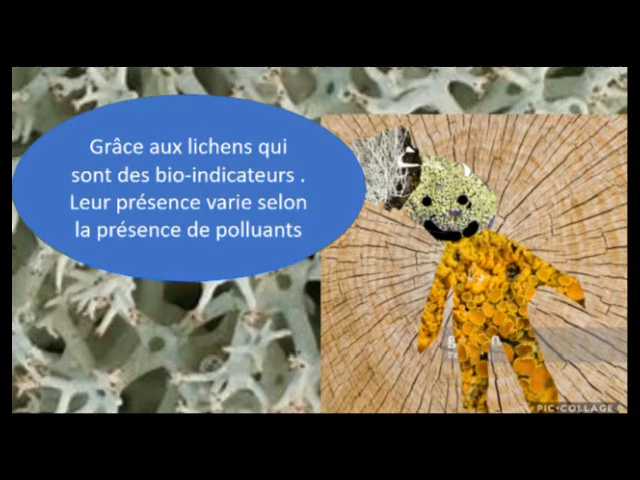 Grâce aux lichens qui
sont des bio-indicateurs .
Leur présence varie selon
la présence de polluants
PIC•COLLAGE